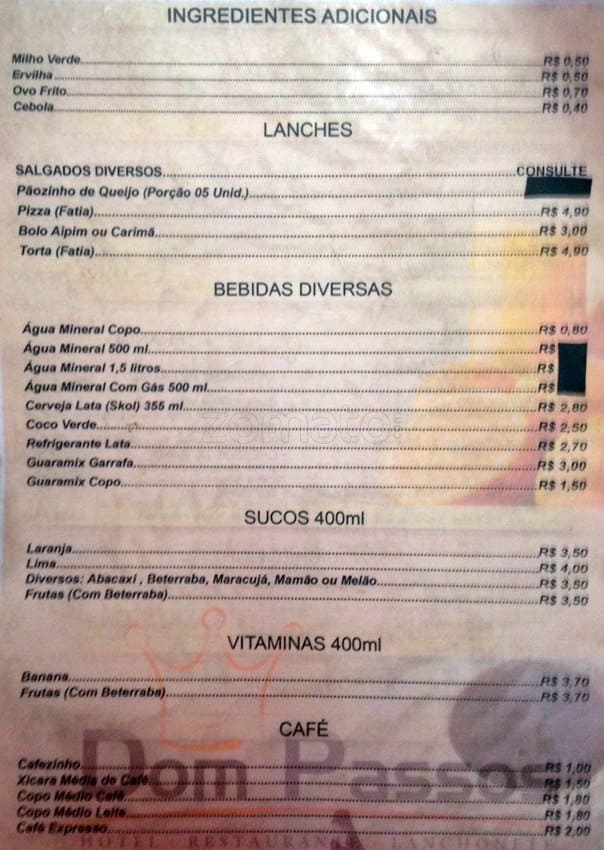 INGREDIENTES ADICIONAIS
Milho Verde R$ 0,50
Ervilha R$ 0,50
Ovo Frito R$ 0,70
Cebola R$ 0,40
LANCHES
SALGADOS DIVERSOS CONSULTE
Pãozinho de Queijo (Porção 05 Unid.)
Pizza (Fatia) R$ 4,90
Bolo Alpim ou Carimã R$ 3,00
Torta (Fatia) R$ 4,90
BEBIDAS DIVERSAS
Água Mineral Copo R$ 0,80
Água Mineral 500 ml R$
Água Mineral 1,5 litros R$
Água Mineral Com Gás 500 ml R$
Cerveja Lata (Skol) 355 ml R$ 2,80
Coco Verde R$ 2,50
zomato
Refrigerante Lata R$ 2,70
Guaramix Garrafa R$ 3,00
Guaramix Copo R$ 1,50
SUCOS 400ml
Laranja R$ 3,50
Lima R$ 4,00
Diversos: Abacaxi , Beterraba, Maracujá, Mamão ou Melão R$ 3,50
Frutas (Com Beterraba) R$ 3,50
VITAMINAS 400ml
Banana R$ 3,70
Frutas (Com Beterraba) R$ 3,70
CAFÉ
Cafezinho R$ 1,00
Xicara Média de Café R$ 1,50
Copo Médio Café R$ 1,80
Copo Médio Leite R$ 1,80
Café Expresso R$ 2,00
Dom Passos
HOTEL RESTAURAN LANCHONE